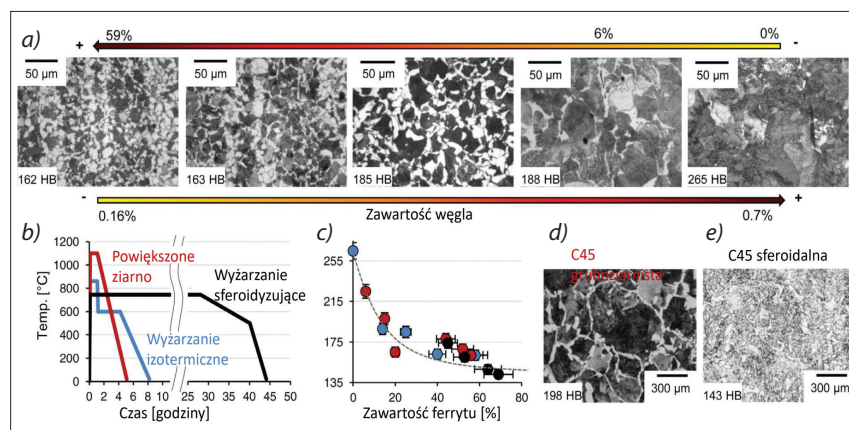 a)
+ 59% 6% 0% -
50 µm 50 µm 50 µm 50 µm 50 µm
162 HB 163 HB 185 HB 188 HB 265 HB
- +
0.16% Zawartość węgla 0.7%
b)
1200
1000
800
600
400
200
0
Temp. [°C]
Powiększone
ziarno
Wyżarzanie
sferoidyzujące
Wyżarzanie
izotermiczne
0 2 4 6 8 10 25 30 35 40 45 50
Czas [godziny]
c)
255
215
175
135
0 20 40 60 80
Zawartość ferrytu [%]
d)
C45
gruboziarnista
300 µm
198 HB
e)
C45 sferoidalna
300 µm
143 HB